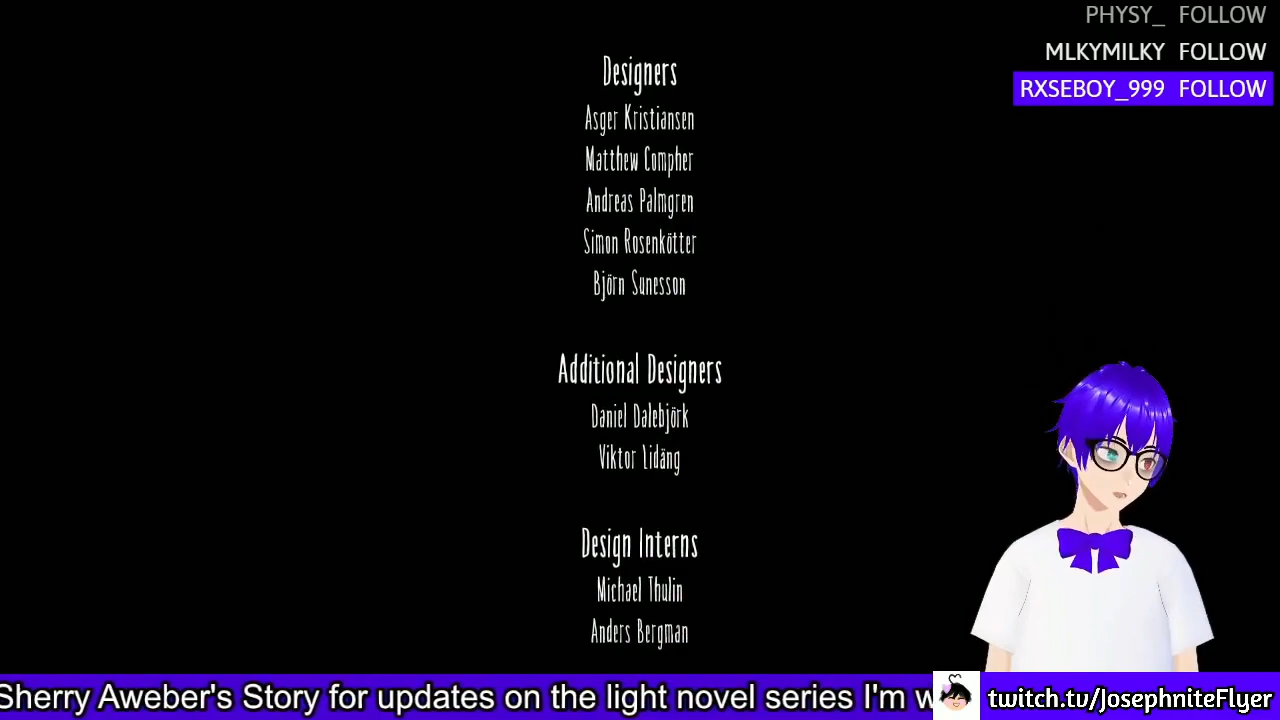 PHYSY_ FOLLOW
MLKYMILKY FOLLOW
RXSEBOY_999 FOLLOW
Designers
Asger Kristiansen
Matthew Compher
Andreas Palmgren
Simon Rosenkötter
Björn Sunesson
Additional Designers
Daniel Dalebjörk
Viktor Lidäng
Design Interns
Michael Thulin
Anders Bergman
Sherry Aweber's Story for updates on the light novel series I'm w
twitch.tv/JosephniteFlyer